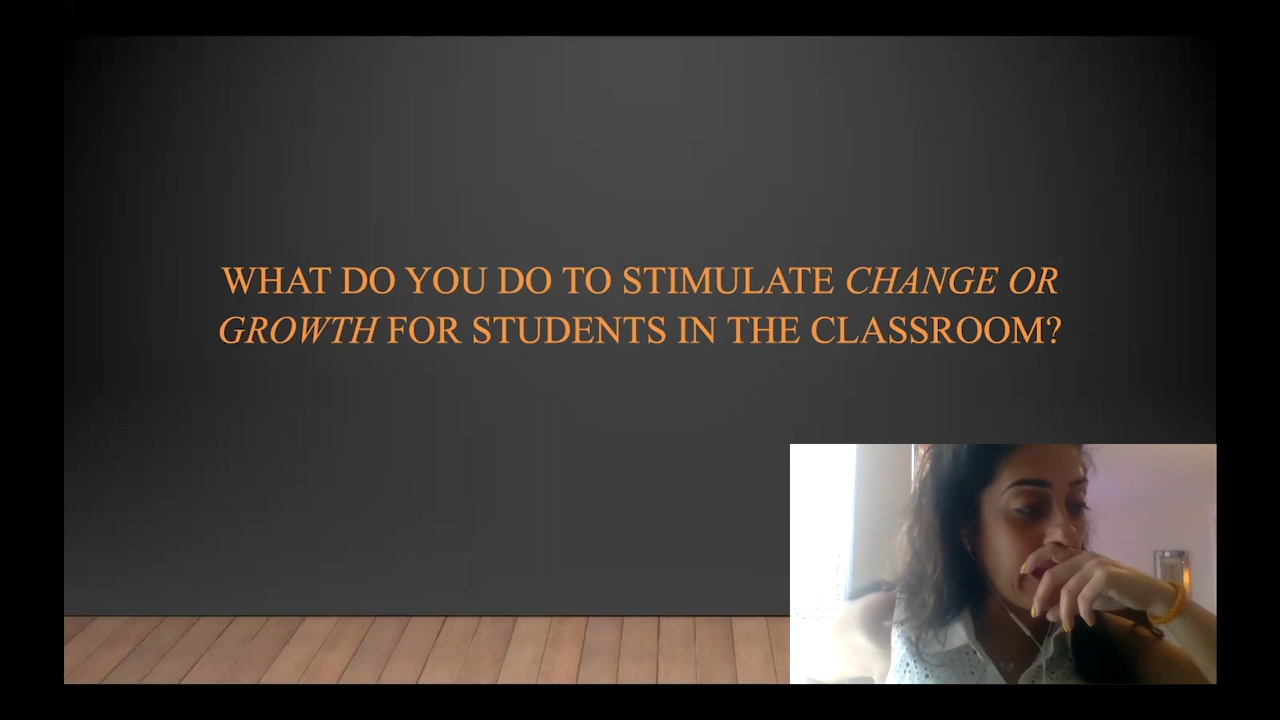 WHAT DO YOU DO TO STIMULATE CHANGE OR
GROWTH FOR STUDENTS IN THE CLASSROOM?